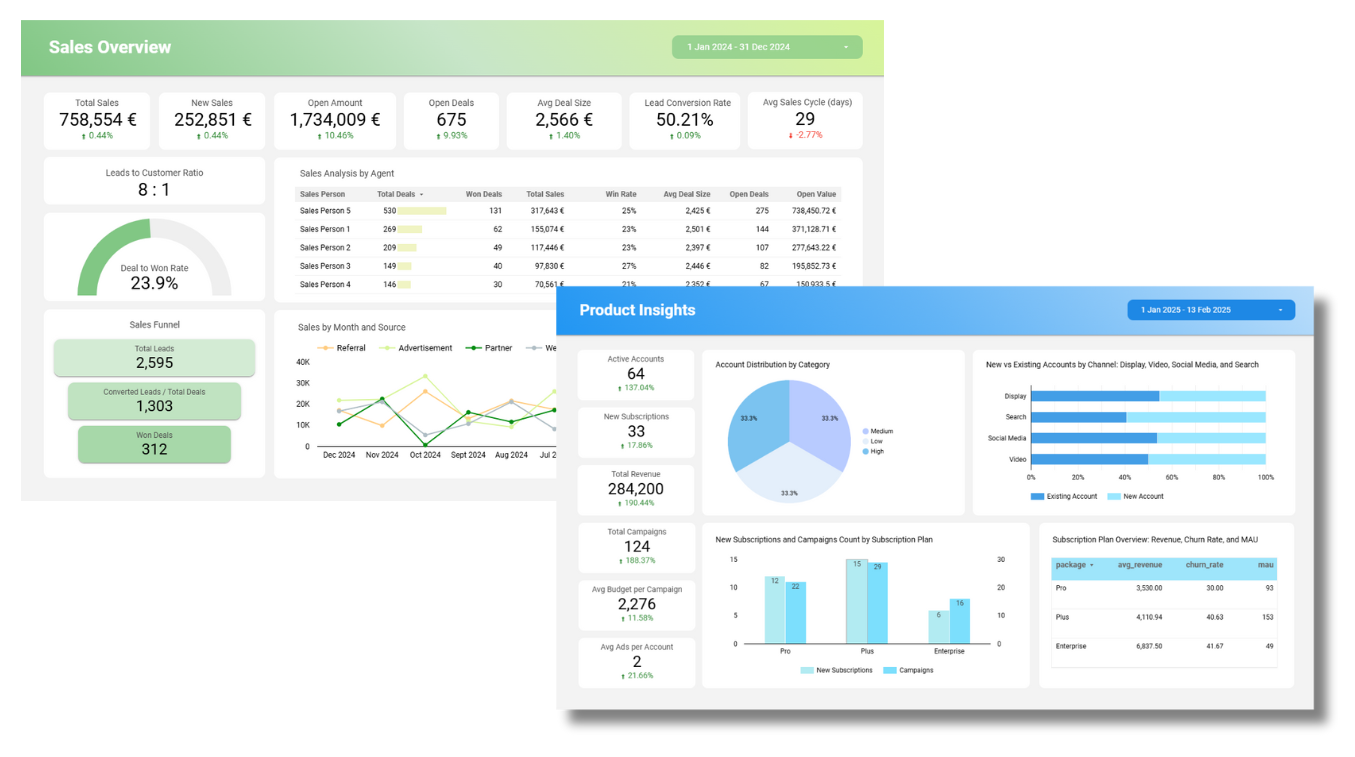 Sales Overview
1 Jan 2024 - 31 Dec 2024
Total Sales
758,554 €
0.44%
New Sales
252,851 €
0.44%
Open Amount
1,734,009 €
10.46%
Open Deals
675
9.93%
Avg Deal Size
2,566 €
1.40%
Lead Conversion Rate
50.21%
0.09%
Avg Sales Cycle (days)
29
-2.77%
Leads to Customer Ratio
8 : 1
Deal to Won Rate
23.9%
Sales Analysis by Agent
Sales Person Total Deals Won Deals Total Sales Win Rate Avg Deal Size Open Deals Open Value
Sales Person 5 530 131 317,643 € 25% 2,425 € 275 738,450.72 €
Sales Person 1 269 62 155,074 € 23% 2,501 € 144 371,128.71 €
Sales Person 2 209 49 117,446 € 23% 2,397 € 107 277,643.22 €
Sales Person 3 149 40 97,830 € 27% 2,446 € 82 195,852.73 €
Sales Person 4 146 30 70,561 € 21% 2,352 € 67 150,933.5 €
Sales Funnel
Total Leads
2,595
Converted Leads / Total Deals
1,303
Won Deals
312
Sales by Month and Source
Referral Advertisement Partner We
40K
30K
20K
10K
0
Dec 2024 Nov 2024 Oct 2024 Sept 2024 Aug 2024 Jul 2
Product Insights
1 Jan 2025 - 13 Feb 2025
Active Accounts
64
137.04%
New Subscriptions
33
17.86%
Total Revenue
284,200
190.44%
Total Campaigns
124
188.37%
Avg Budget per Campaign
2,276
11.58%
Avg Ads per Account
2
21.66%
Account Distribution by Category
33.3%
33.3%
33.3%
Medium
Low
High
New vs Existing Accounts by Channel: Display, Video, Social Media, and Search
Display
Search
Social Media
Video
0% 20% 40% 60% 80% 100%
Existing Account New Account
New Subscriptions and Campaigns Count by Subscription Plan
15
10
5
0
30
20
10
0
12 22
15 29
6 16
Pro Plus Enterprise
New Subscriptions Campaigns
Subscription Plan Overview: Revenue, Churn Rate, and MAU
package avg_revenue churn_rate mau
Pro 3,530.00 30.00 93
Plus 4,110.94 40.63 153
Enterprise 6,837.50 41.67 49